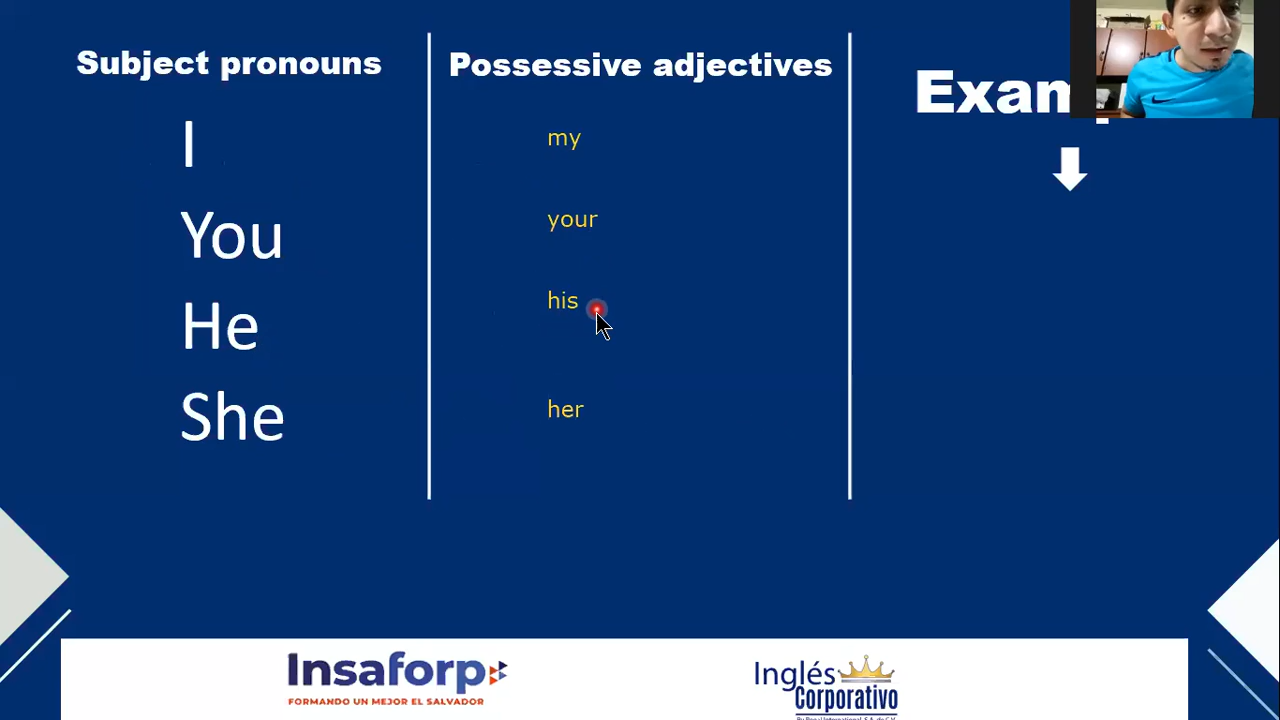 Subject pronouns
Possessive adjectives
I
my
You
your
He
his
She
her
Insaforp
FORMANDO UN MEJOR EL SALVADOR
Inglés
Corporativo